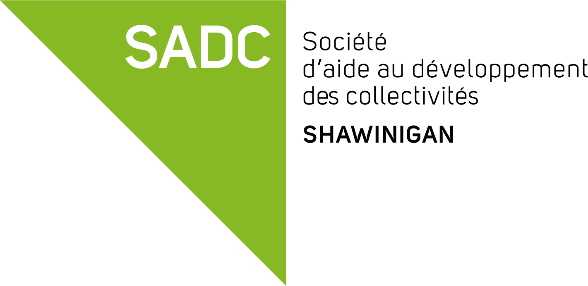 SADC
Société
d'aide au développement
des collectivités
SHAWINIGAN